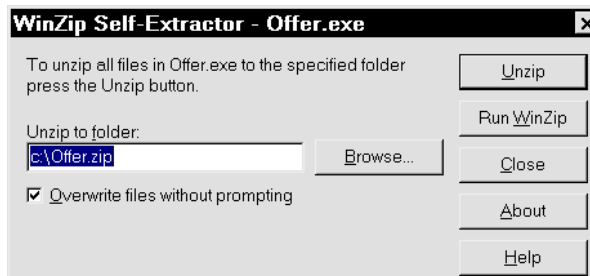 WinZip Self-Extractor - Offer.exe
To unzip all files in Offer.exe to the specified folder
press the Unzip button.
Unzip to folder:
c:\Offer.zip
Browse...
Overwrite files without prompting
Unzip
Run WinZip
Close
About
Help